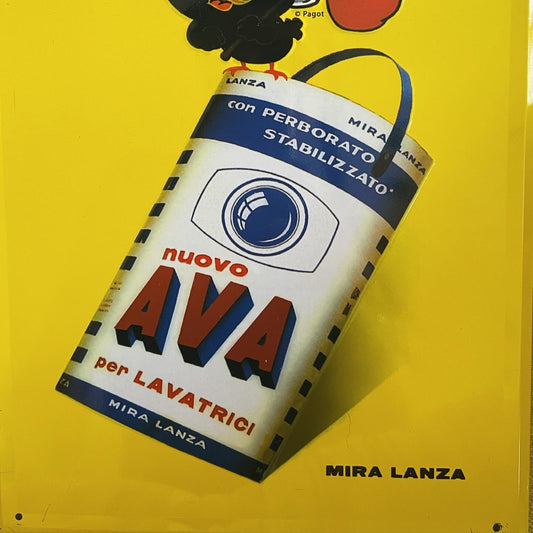 © Pagot
LANZA
MIRA LANZA
con PERBORATO
STABILIZZATO
nuovo
AVA
per LAVATRICI
MIRA LANZA
MIRA LANZA